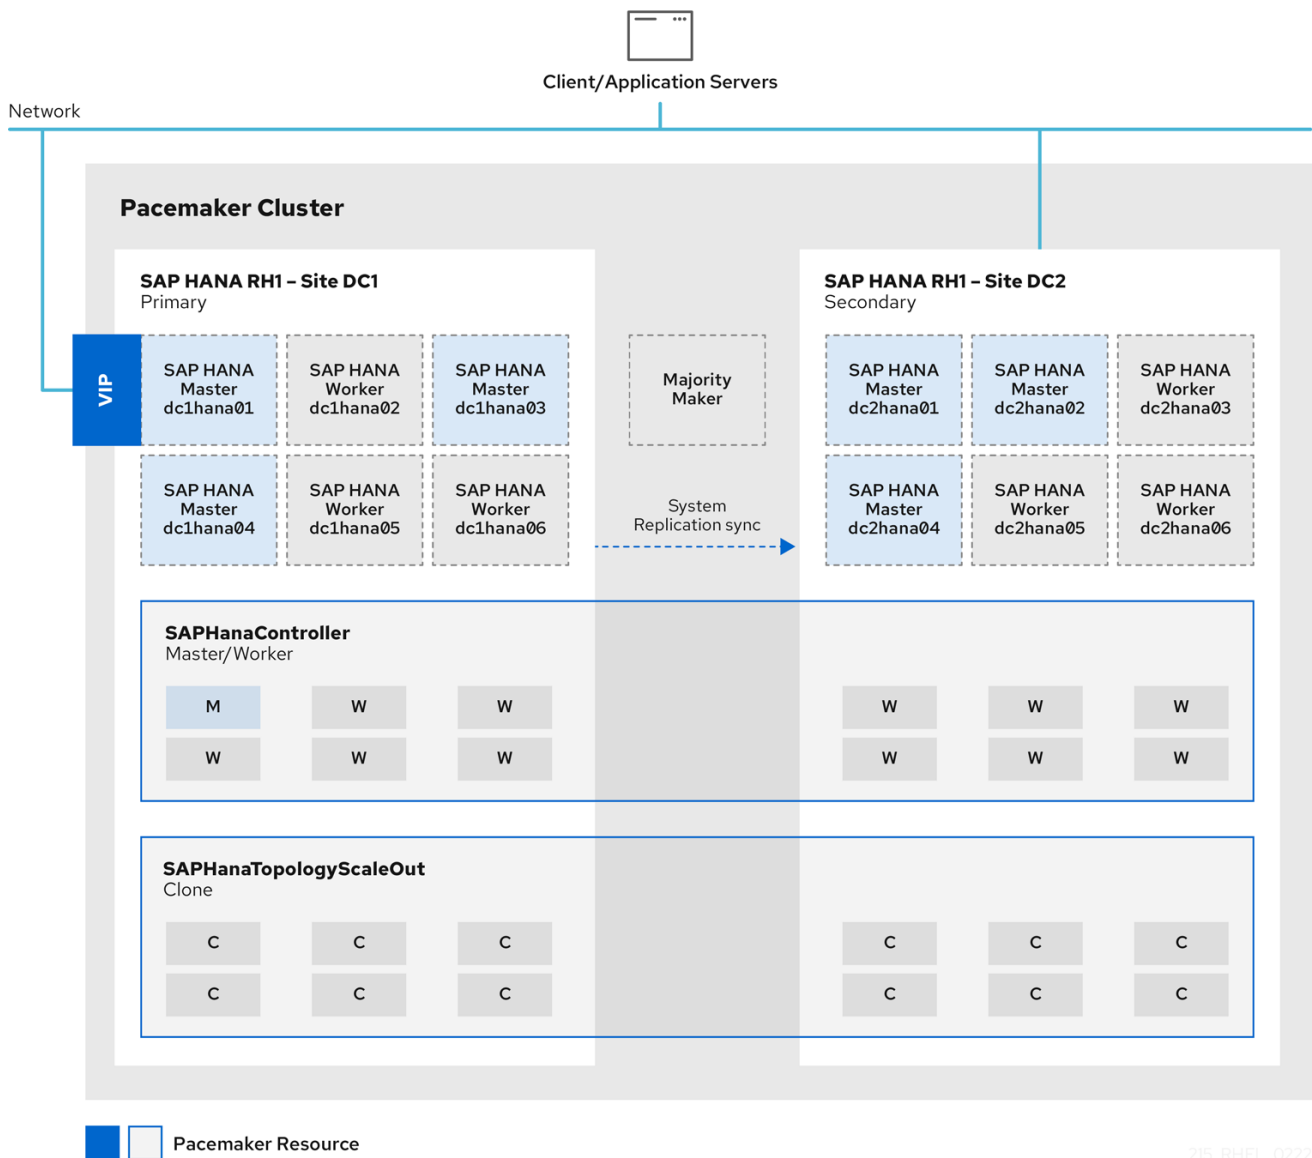 Client/Application Servers
Network
Pacemaker Cluster
SAP HANA RH1 – Site DC1
Primary
SAP HANA RH1 – Site DC2
Secondary
VIP
SAP HANA
Master
dc1hana01
SAP HANA
Worker
dc1hana02
SAP HANA
Master
dc1hana03
Majority
Maker
SAP HANA
Master
dc2hana01
SAP HANA
Master
dc2hana02
SAP HANA
Worker
dc2hana03
SAP HANA
Master
dc1hana04
SAP HANA
Worker
dc1hana05
SAP HANA
Worker
dc1hana06
System
Replication sync
SAP HANA
Master
dc2hana04
SAP HANA
Worker
dc2hana05
SAP HANA
Worker
dc2hana06
SAPHanaController
Master/Worker
M W W W W W
W W W W W W
SAPHanaTopologyScaleOut
Clone
C C C C C C
C C C C C C
Pacemaker Resource
215_RHEL_0222